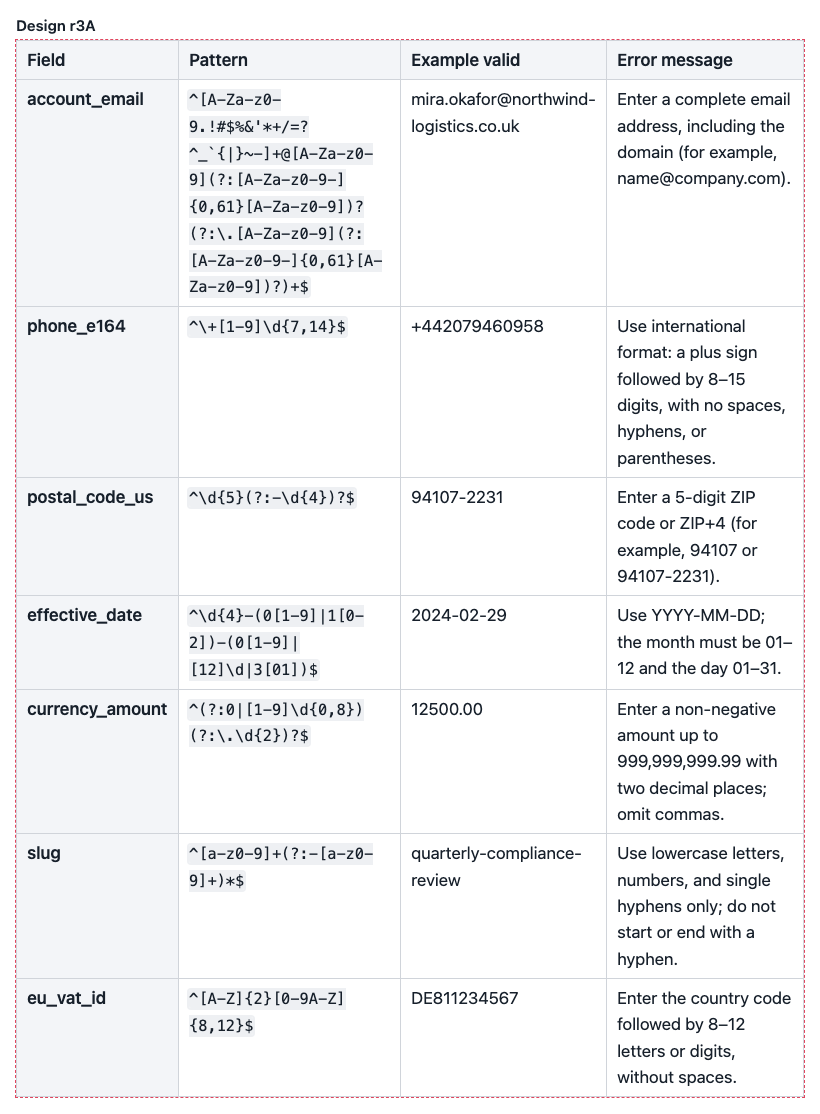 Design r3A
Field Pattern Example valid Error message
account_email
^[A-Za-z0-
9.!#$%&'*+/=?
^_`{|}~-]+@[A-Za-z0-
9](?:[A-Za-z0-9-]
{0,61}[A-Za-z0-9])?
(?:\.[A-Za-z0-9](?:
[A-Za-z0-9-]{0,61}[A-
Za-z0-9])?)+$
mira.okafor@northwind-
logistics.co.uk
Enter a complete email
address, including the
domain (for example,
name@company.com).
phone_e164
^\+[1-9]\d{7,14}$
+442079460958
Use international
format: a plus sign
followed by 8–15
digits, with no spaces,
hyphens, or
parentheses.
postal_code_us
^\d{5}(?:-\d{4})?$
94107-2231
Enter a 5-digit ZIP
code or ZIP+4 (for
example, 94107 or
94107-2231).
effective_date
^\d{4}-(0[1-9]|1[0-
2])-(0[1-9]|
[12]\d|3[01])$
2024-02-29
Use YYYY-MM-DD;
the month must be 01–
12 and the day 01–31.
currency_amount
^(?:0|[1-9]\d{0,8})
(?:\.\d{2})?$
12500.00
Enter a non-negative
amount up to
999,999,999.99 with
two decimal places;
omit commas.
slug
^[a-z0-9]+(?:-[a-z0-
9]+)*$
quarterly-compliance-
review
Use lowercase letters,
numbers, and single
hyphens only; do not
start or end with a
hyphen.
eu_vat_id
^[A-Z]{2}[0-9A-Z]
{8,12}$
DE811234567
Enter the country code
followed by 8–12
letters or digits,
without spaces.